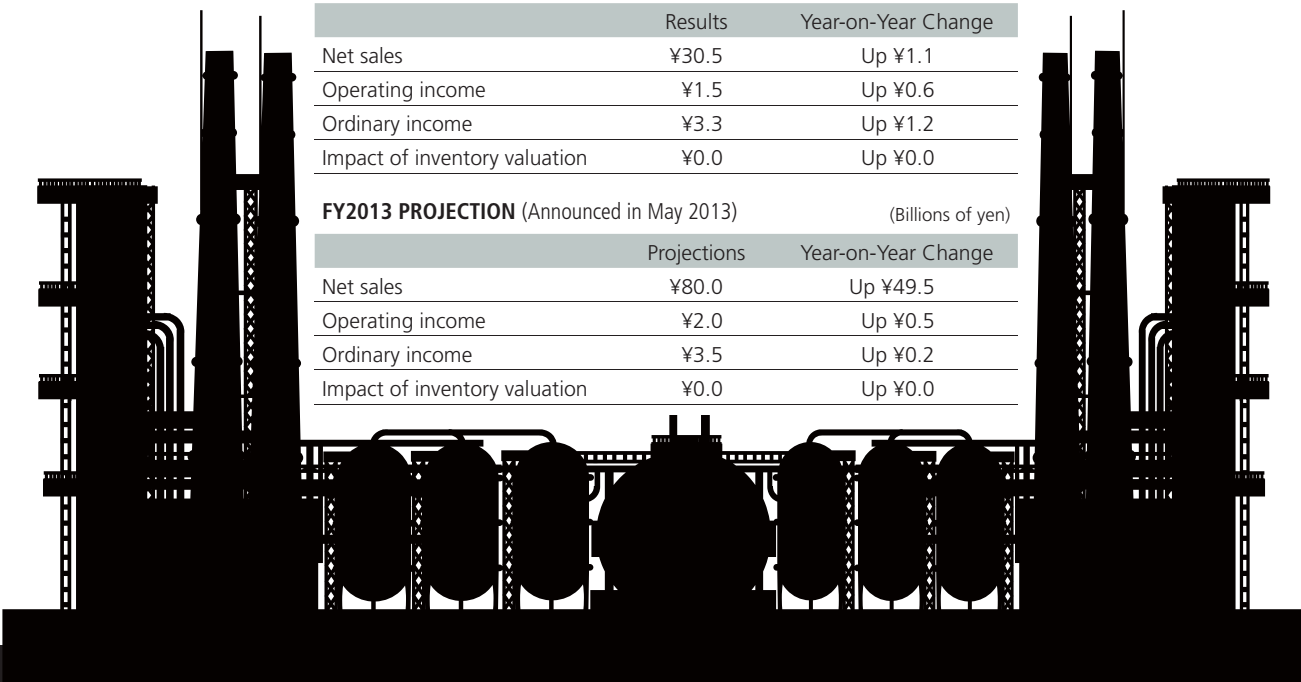 Results Year-on-Year Change
Net sales ¥30.5 Up ¥1.1
Operating income ¥1.5 Up ¥0.6
Ordinary income ¥3.3 Up ¥1.2
Impact of inventory valuation ¥0.0 Up ¥0.0
FY2013 PROJECTION (Announced in May 2013) (Billions of yen)
Projections Year-on-Year Change
Net sales ¥80.0 Up ¥49.5
Operating income ¥2.0 Up ¥0.5
Ordinary income ¥3.5 Up ¥0.2
Impact of inventory valuation ¥0.0 Up ¥0.0